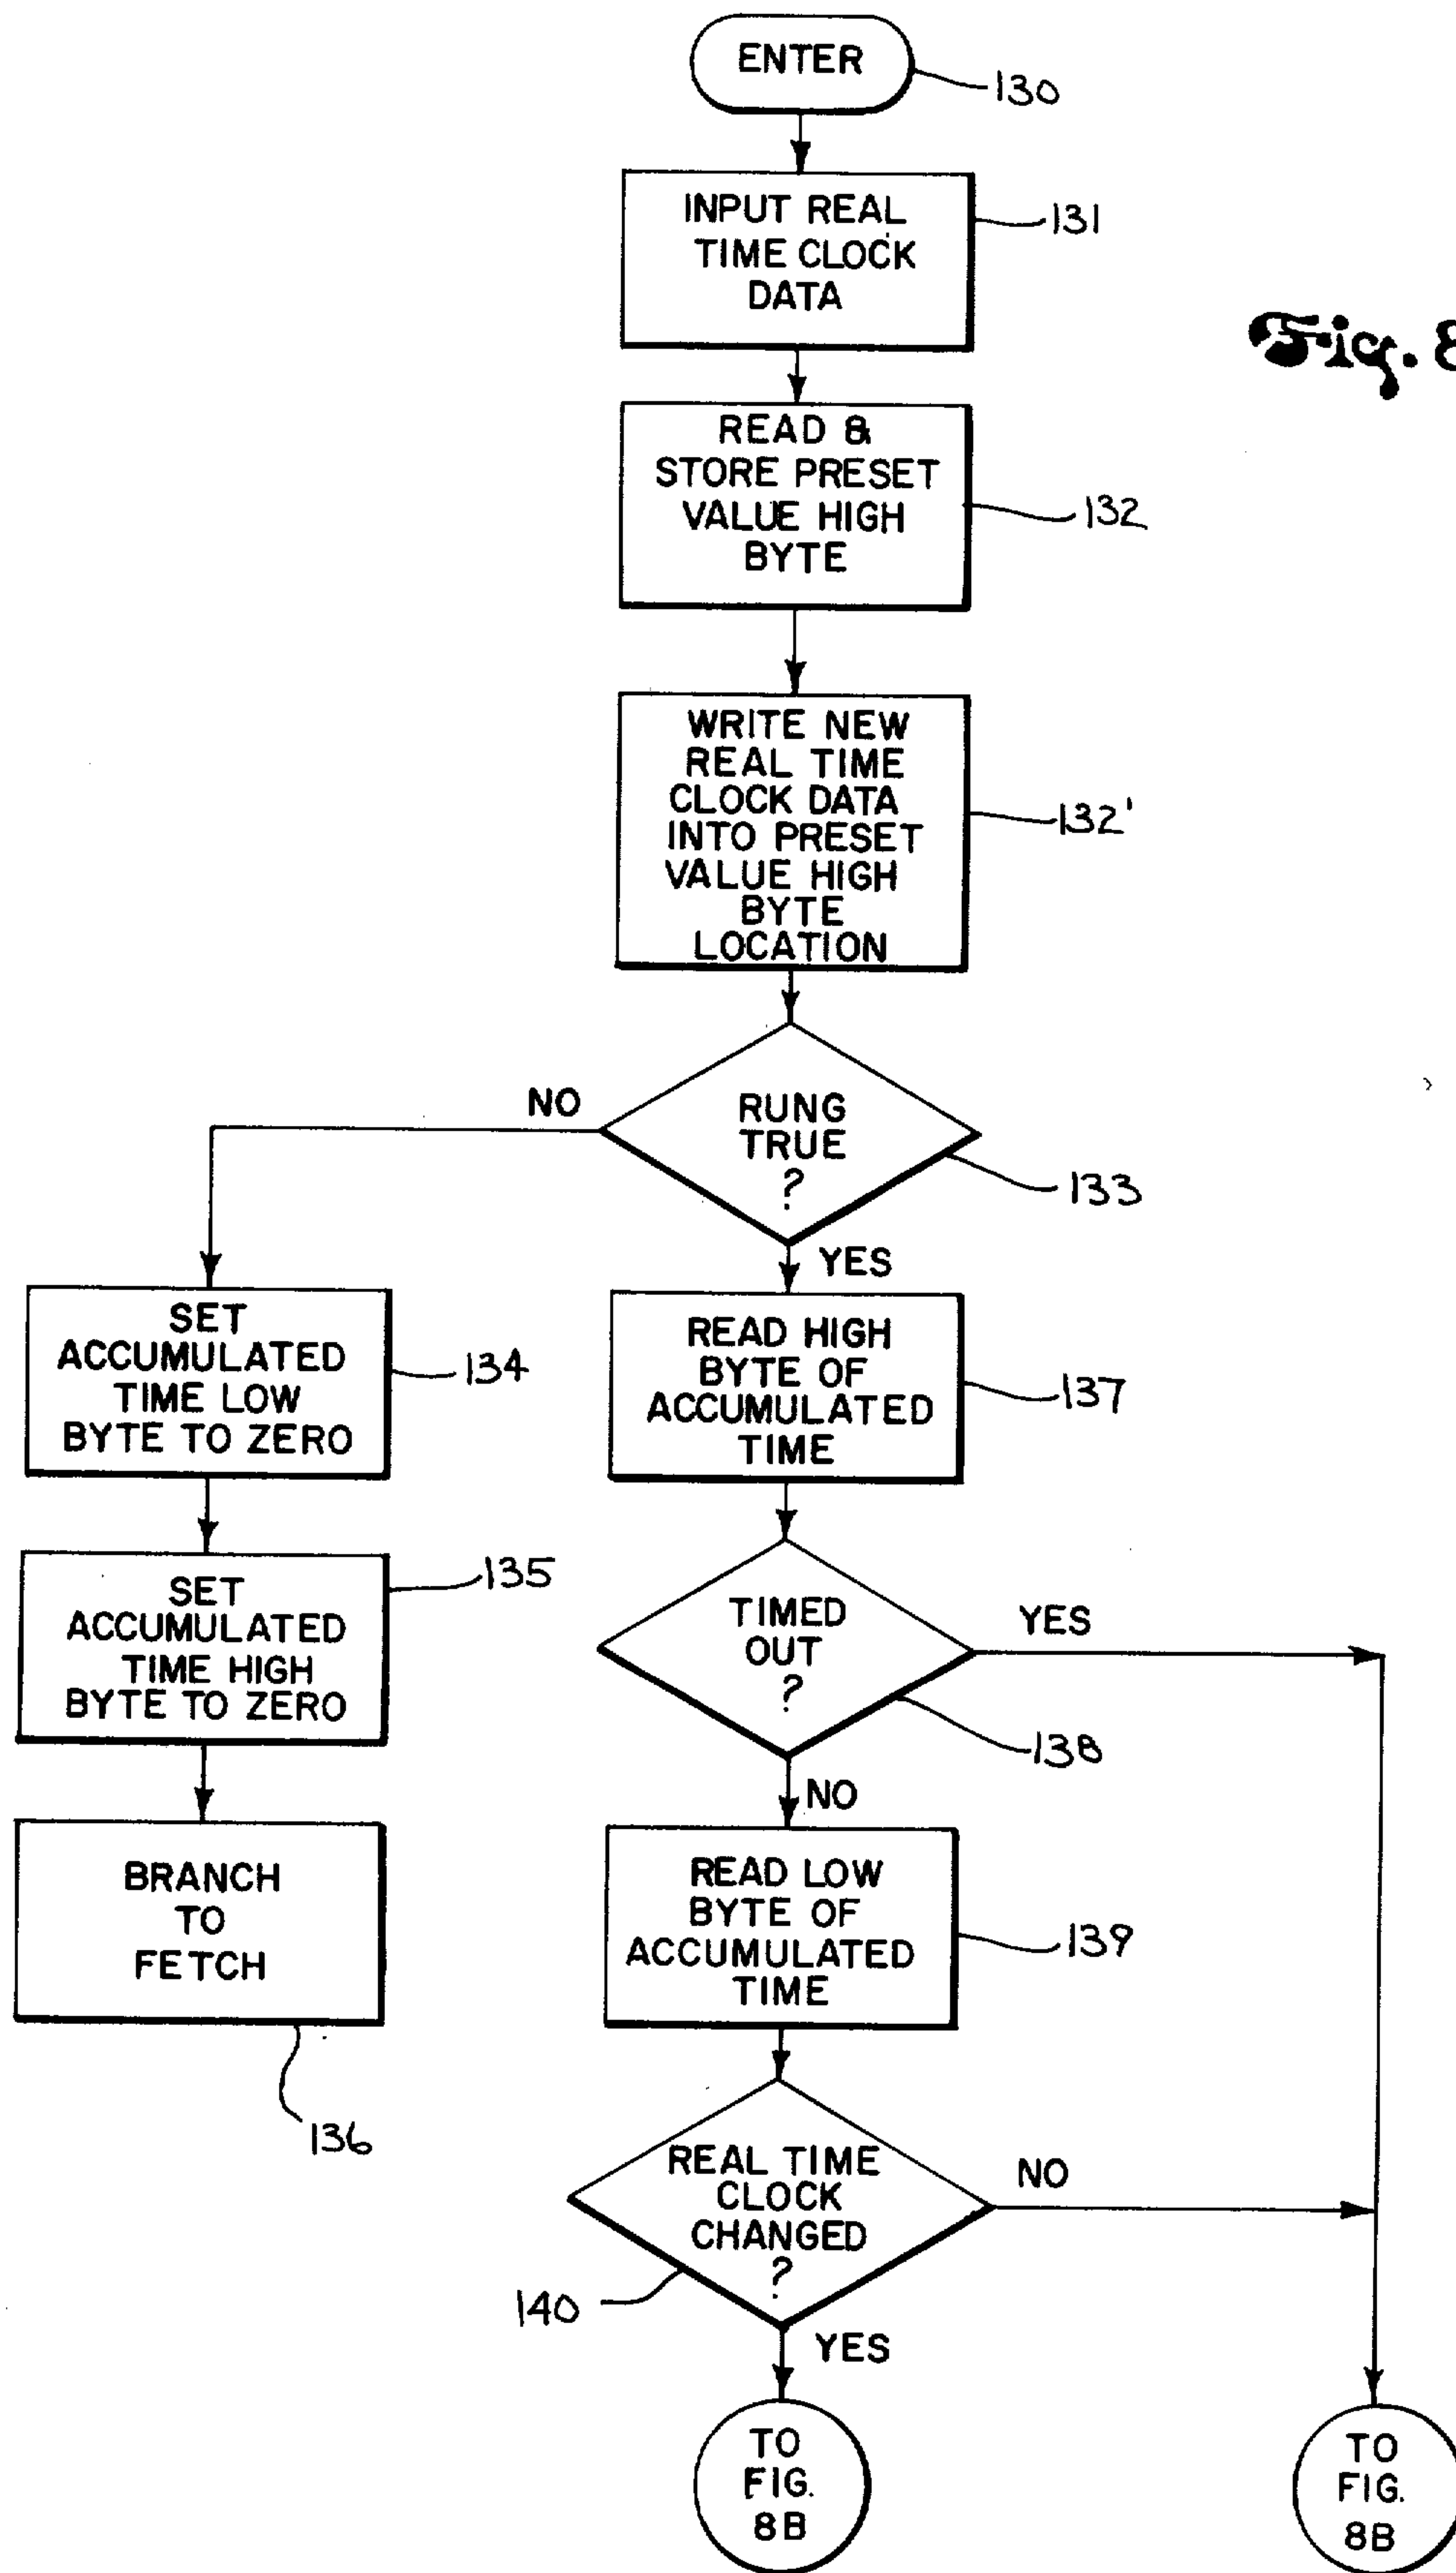 ENTER
130
INPUT REAL
TIME CLOCK
DATA
131
Fig. 8
READ &
STORE PRESET
VALUE HIGH
BYTE
132
WRITE NEW
REAL TIME
CLOCK DATA
INTO PRESET
VALUE HIGH
BYTE
LOCATION
132'
NO
RUNG
TRUE
?
133
YES
SET
ACCUMULATED
TIME LOW
BYTE TO ZERO
134
READ HIGH
BYTE OF
ACCUMULATED
TIME
137
SET
ACCUMULATED
TIME HIGH
BYTE TO ZERO
135
TIMED
OUT
?
YES
138
NO
BRANCH
TO
FETCH
136
READ LOW
BYTE OF
ACCUMULATED
TIME
139
REAL TIME
CLOCK
CHANGED
?
NO
140
YES
TO
FIG.
8B
TO
FIG.
8B